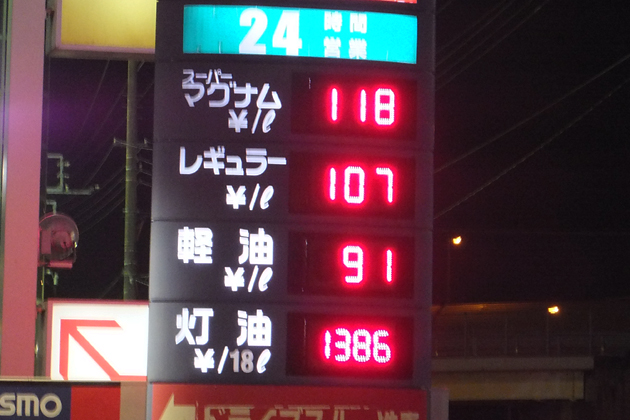 24 時間
営業
スーパー
マグナム
¥/ℓ
118
レギュラー
¥/ℓ
107
軽油
¥/ℓ
91
灯油
¥/18ℓ
1386
SMO